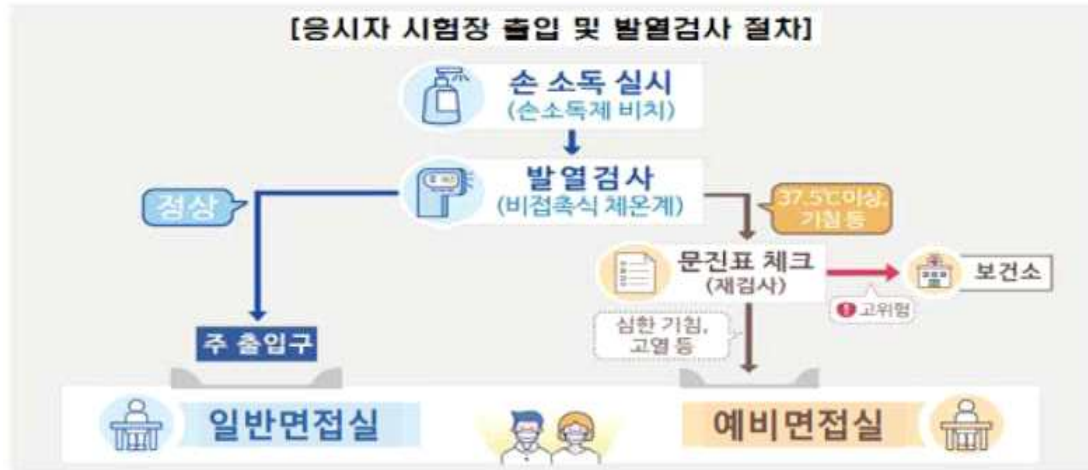 [응시자 시험장 출입 및 발열검사 절차]
손 소독 실시
(손소독제 비치)
발열검사
(비접촉식 체온계)
정상
37.5℃이상,
기침 등
문진표 체크
(재검사)
보건소
고위험
심한 기침,
고열 등
주 출입구
일반면접실
예비면접실